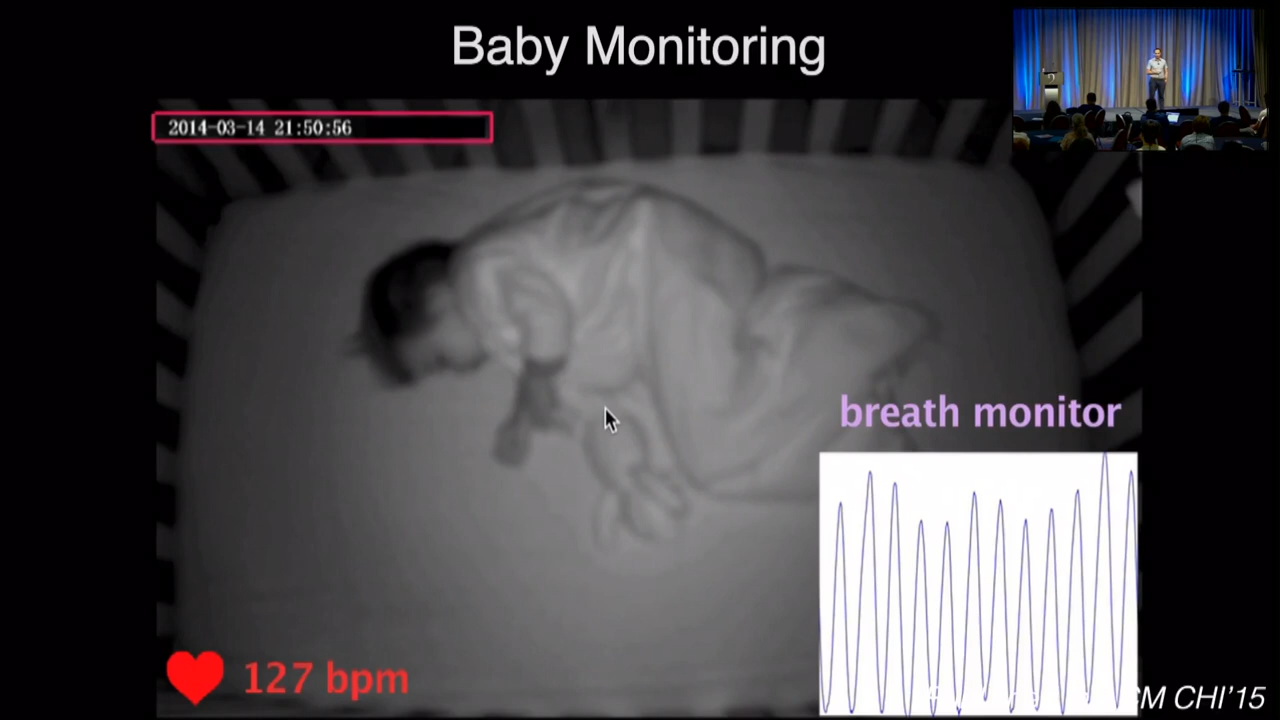 Baby Monitoring
2014-03-14 21:50:56
breath monitor
127 bpm
CHI'15